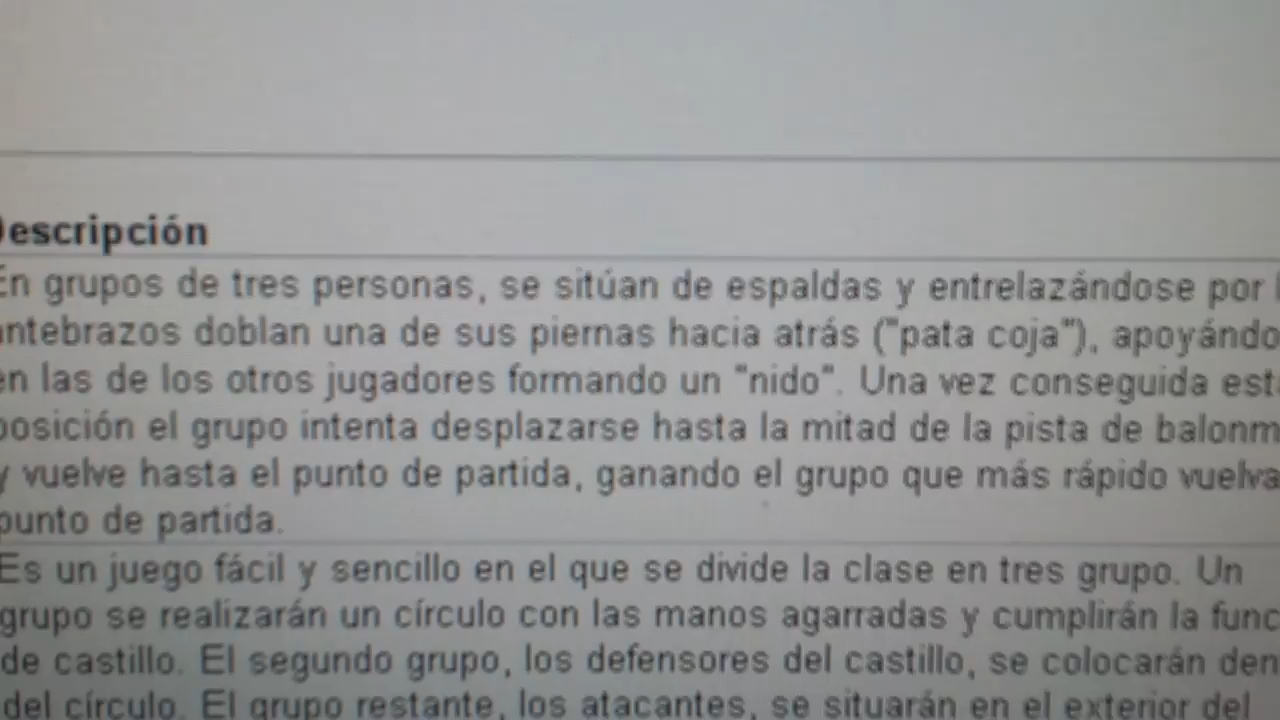 Descripción
En grupos de tres personas, se sitúan de espaldas y entrelazándose por
antebrazos doblan una de sus piernas hacia atrás ("pata coja"), apoyándo
en las de los otros jugadores formando un "nido". Una vez conseguida est
posición el grupo intenta desplazarse hasta la mitad de la pista de balonm
y vuelve hasta el punto de partida, ganando el grupo que más rápido vuelva
punto de partida.
Es un juego fácil y sencillo en el que se divide la clase en tres grupo. Un
grupo se realizarán un círculo con las manos agarradas y cumplirán la func
de castillo. El segundo grupo, los defensores del castillo, se colocarán den
del círculo. El grupo restante, los atacantes, se situarán en el exterior del